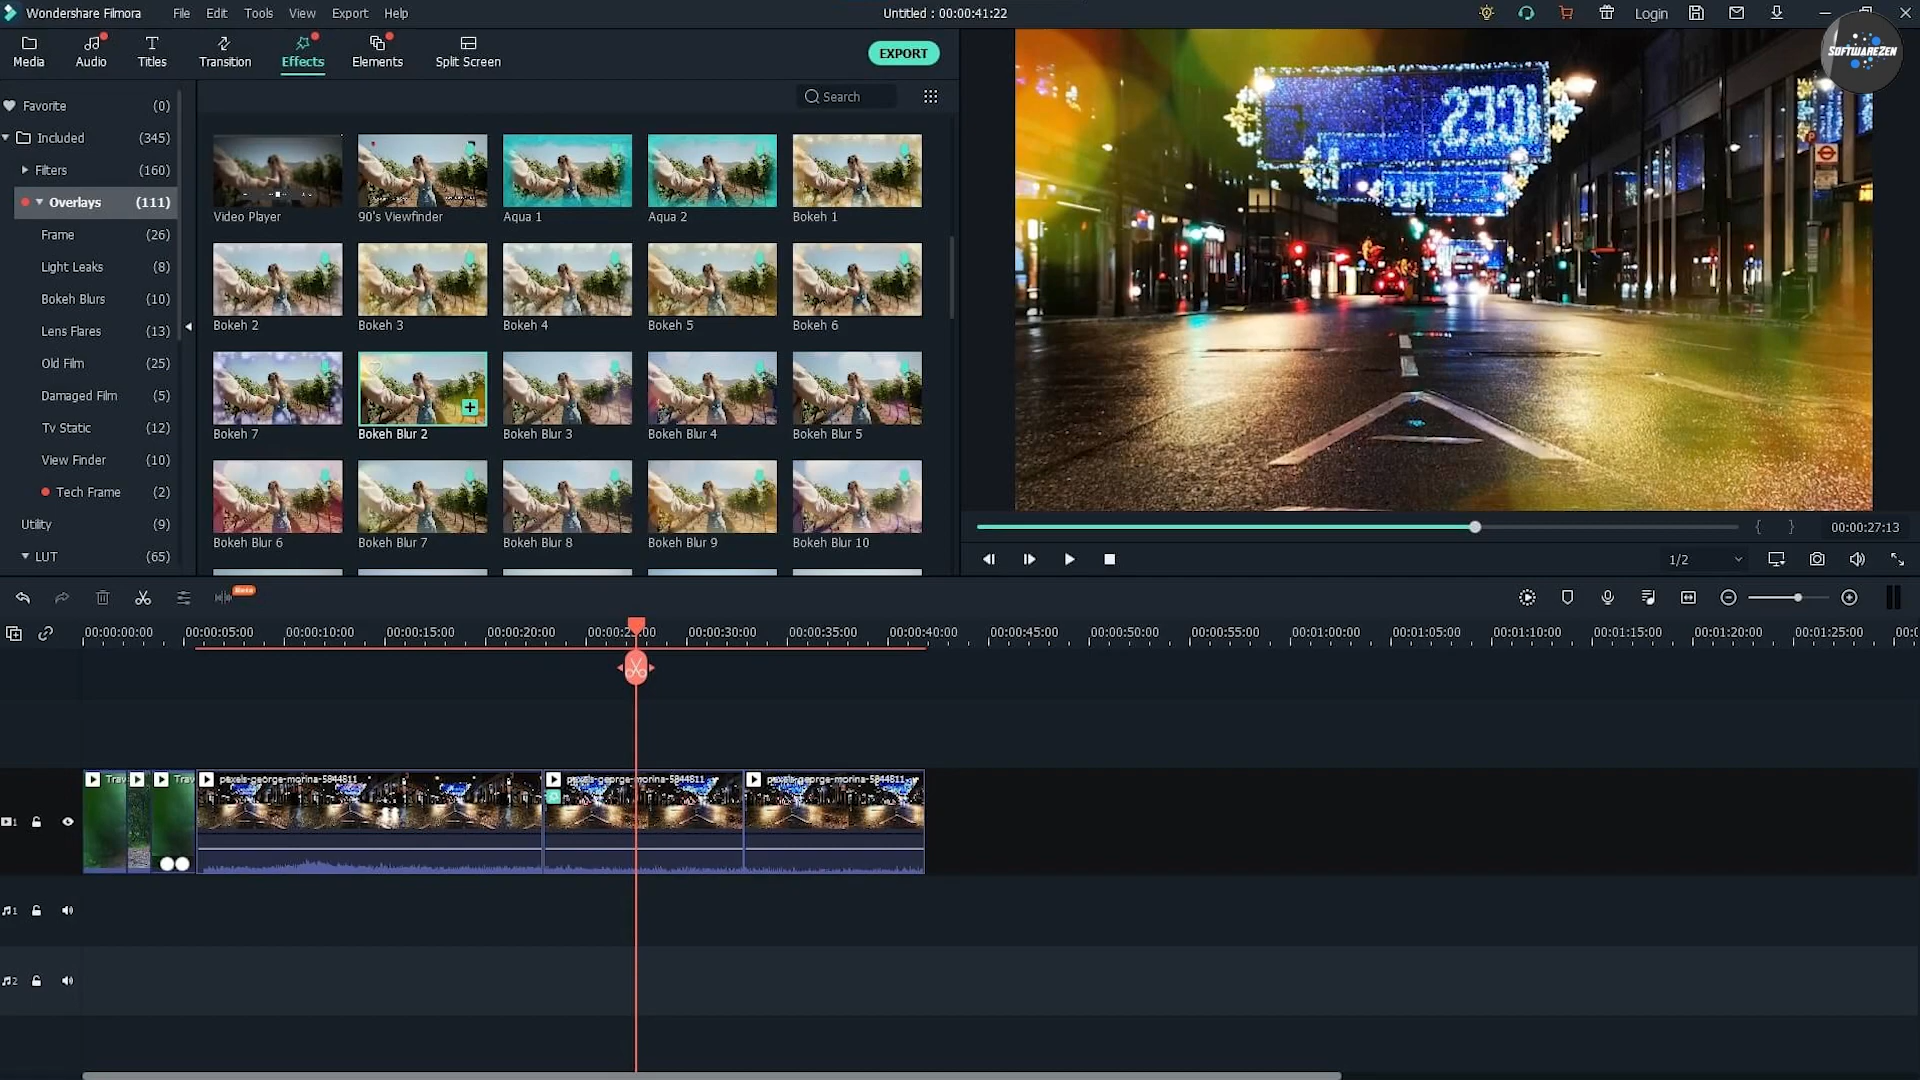 Wondershare Filmora File Edit Tools View Export Help Untitled : 00:00:41:22 Login
Media Audio Titles Transition Effects Elements Split Screen EXPORT
SOFTWAREZEN
Search
Favorite (0)
Included (345)
Filters (160)
Overlays (111)
Frame (26)
Light Leaks (8)
Bokeh Blurs (10)
Lens Flares (13)
Old Film (25)
Damaged Film (5)
Tv Static (12)
View Finder (10)
Tech Frame (2)
Utility (9)
LUT (65)
Video Player 90's Viewfinder Aqua 1 Aqua 2 Bokeh 1
Bokeh 2 Bokeh 3 Bokeh 4 Bokeh 5 Bokeh 6
Bokeh 7 Bokeh Blur 2 Bokeh Blur 3 Bokeh Blur 4 Bokeh Blur 5
Bokeh Blur 6 Bokeh Blur 7 Bokeh Blur 8 Bokeh Blur 9 Bokeh Blur 10
{ } 00:00:27:13
1/2
Beta
00:00:00:00 00:00:05:00 00:00:10:00 00:00:15:00 00:00:20:00 00:00:30:00 00:00:35:00 00:00:40:00 00:00:45:00 00:00:50:00 00:00:55:00 00:01:00:00 00:01:05:00 00:01:10:00 00:01:15:00 00:01:20:00 00:01:25:00
Trav Trav pexels-george-morina-5844811 pexels-george-morina-5844811 pexels-george-morina-5844811
1
1
2